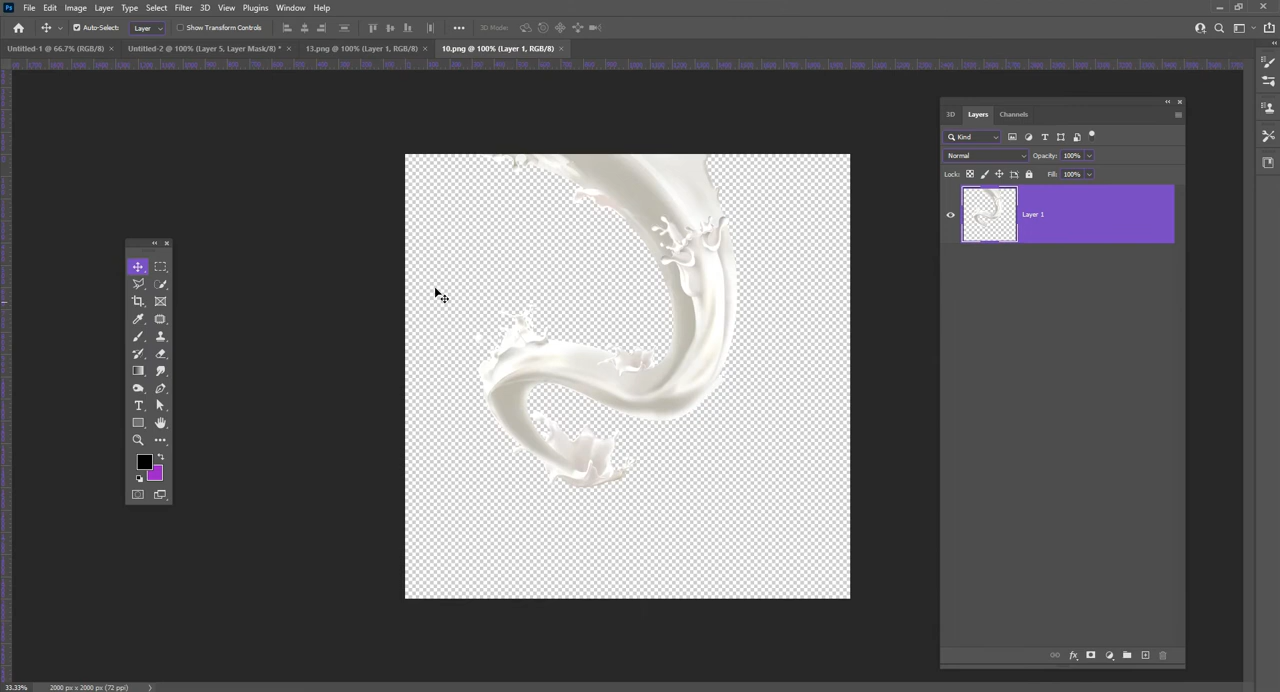 Ps File Edit Image Layer Type Select Filter 3D View Plugins Window Help
Auto-Select: Layer Show Transform Controls 3D Mode:
Untitled-1 @ 66.7% (RGB/8) Untitled-2 @ 100% (Layer 5, Layer Mask/8) * 13.png @ 100% (Layer 1, RGB/8) 10.png @ 100% (Layer 1, RGB/8)
3D Layers Channels
Kind
Normal Opacity: 100%
Lock: Fill: 100%
Layer 1
33.33% 2000 px x 2000 px (72 ppi)